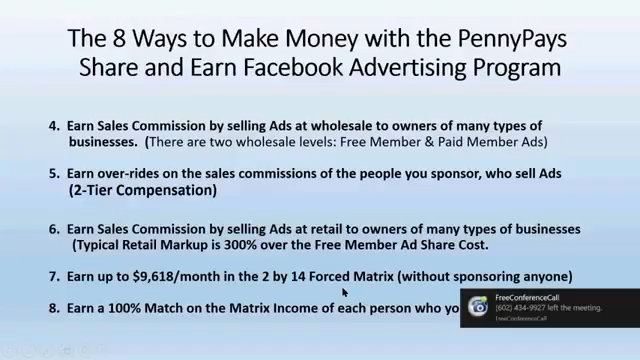 The 8 Ways to Make Money with the PennyPays
Share and Earn Facebook Advertising Program
4. Earn Sales Commission by selling Ads at wholesale to owners of many types of
businesses. (There are two wholesale levels: Free Member & Paid Member Ads)
5. Earn over-rides on the sales commissions of the people you sponsor, who sell Ads
(2-Tier Compensation)
6. Earn Sales Commission by selling Ads at retail to owners of many types of businesses
(Typical Retail Markup is 300% over the Free Member Ad Share Cost.
7. Earn up to $9,618/month in the 2 by 14 Forced Matrix (without sponsoring anyone)
8. Earn a 100% Match on the Matrix Income of each person who yo
FreeConferenceCall
(602) 434-9927 left the meeting.
FreeConferenceCall